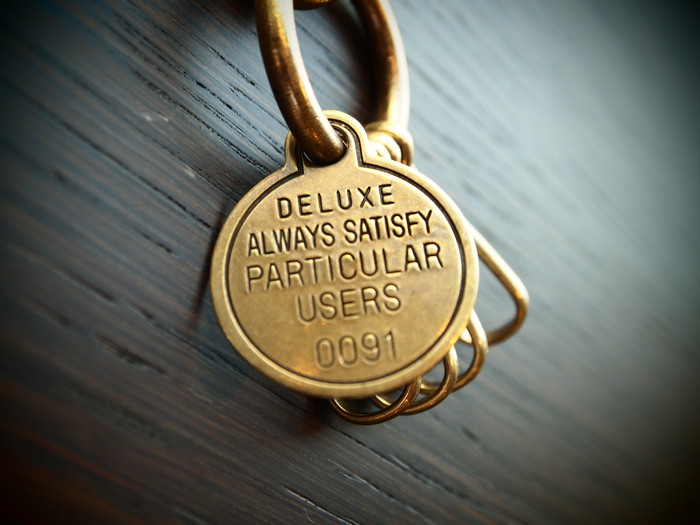 DELUXE
ALWAYS SATISFY
PARTICULAR
USERS
0091